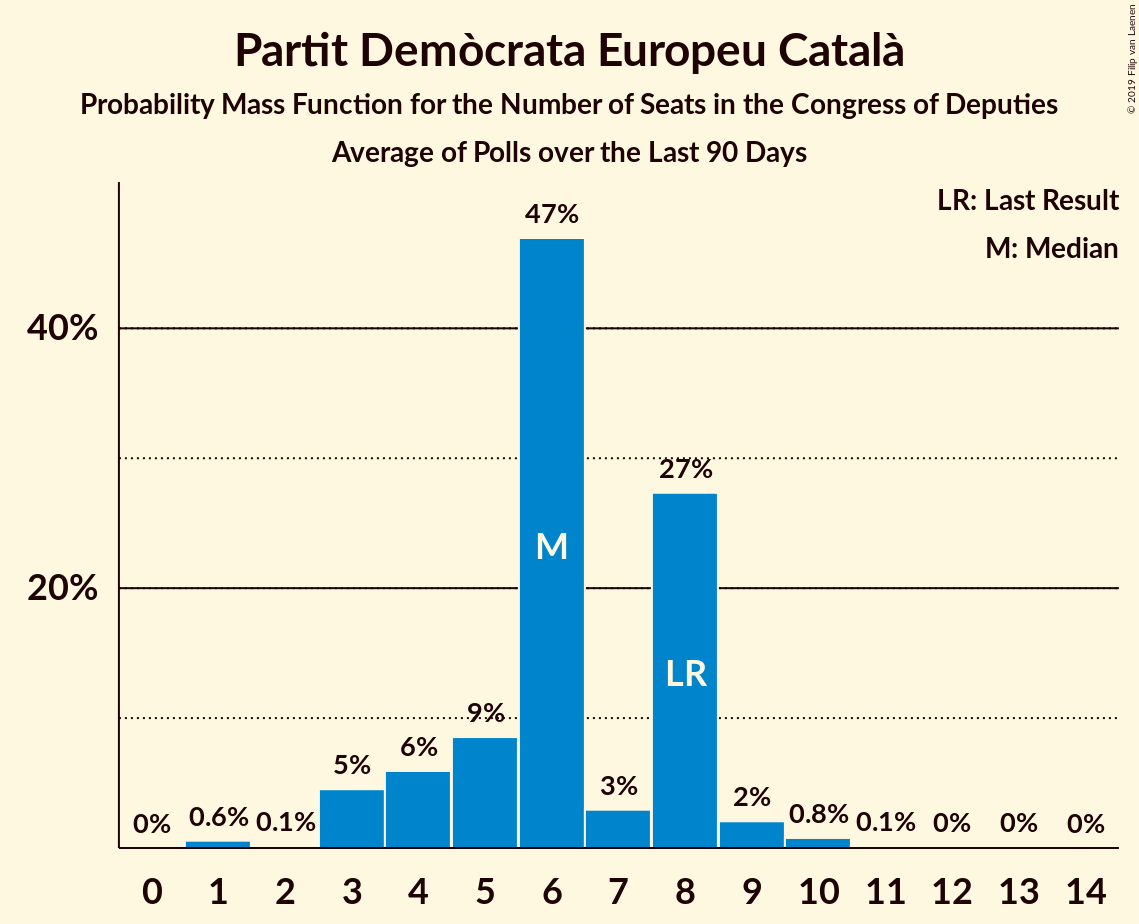 Partit Demòcrata Europeu Català
Probability Mass Function for the Number of Seats in the Congress of Deputies
Average of Polls over the Last 90 Days
© 2019 Filip van Laenen
LR: Last Result
M: Median
40%
20%
0%
0.6%
0.1%
5%
6%
9%
47%
M
3%
27%
LR
2%
0.8%
0.1%
0%
0%
0%
0 1 2 3 4 5 6 7 8 9 10 11 12 13 14